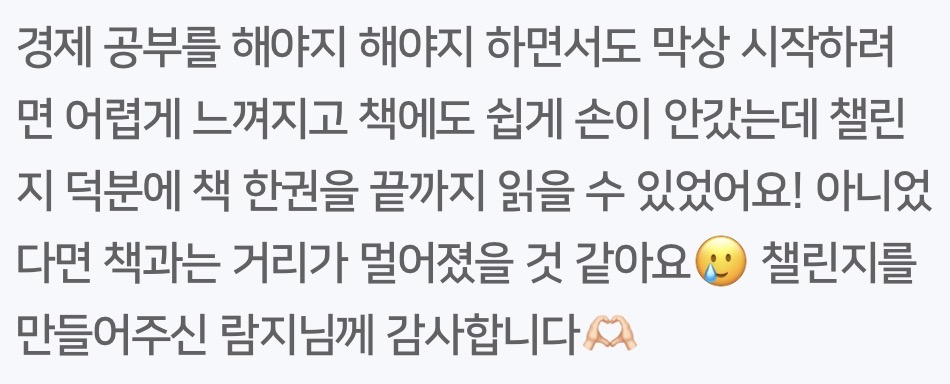 경제 공부를 해야지 해야지 하면서도 막상 시작하려
면 어렵게 느껴지고 책에도 쉽게 손이 안갔는데 챌린
지 덕분에 책 한권을 끝까지 읽을 수 있었어요! 아니었
다면 책과는 거리가 멀어졌을 것 같아요🥲 챌린지를
만들어주신 람지님께 감사합니다🫶🏻